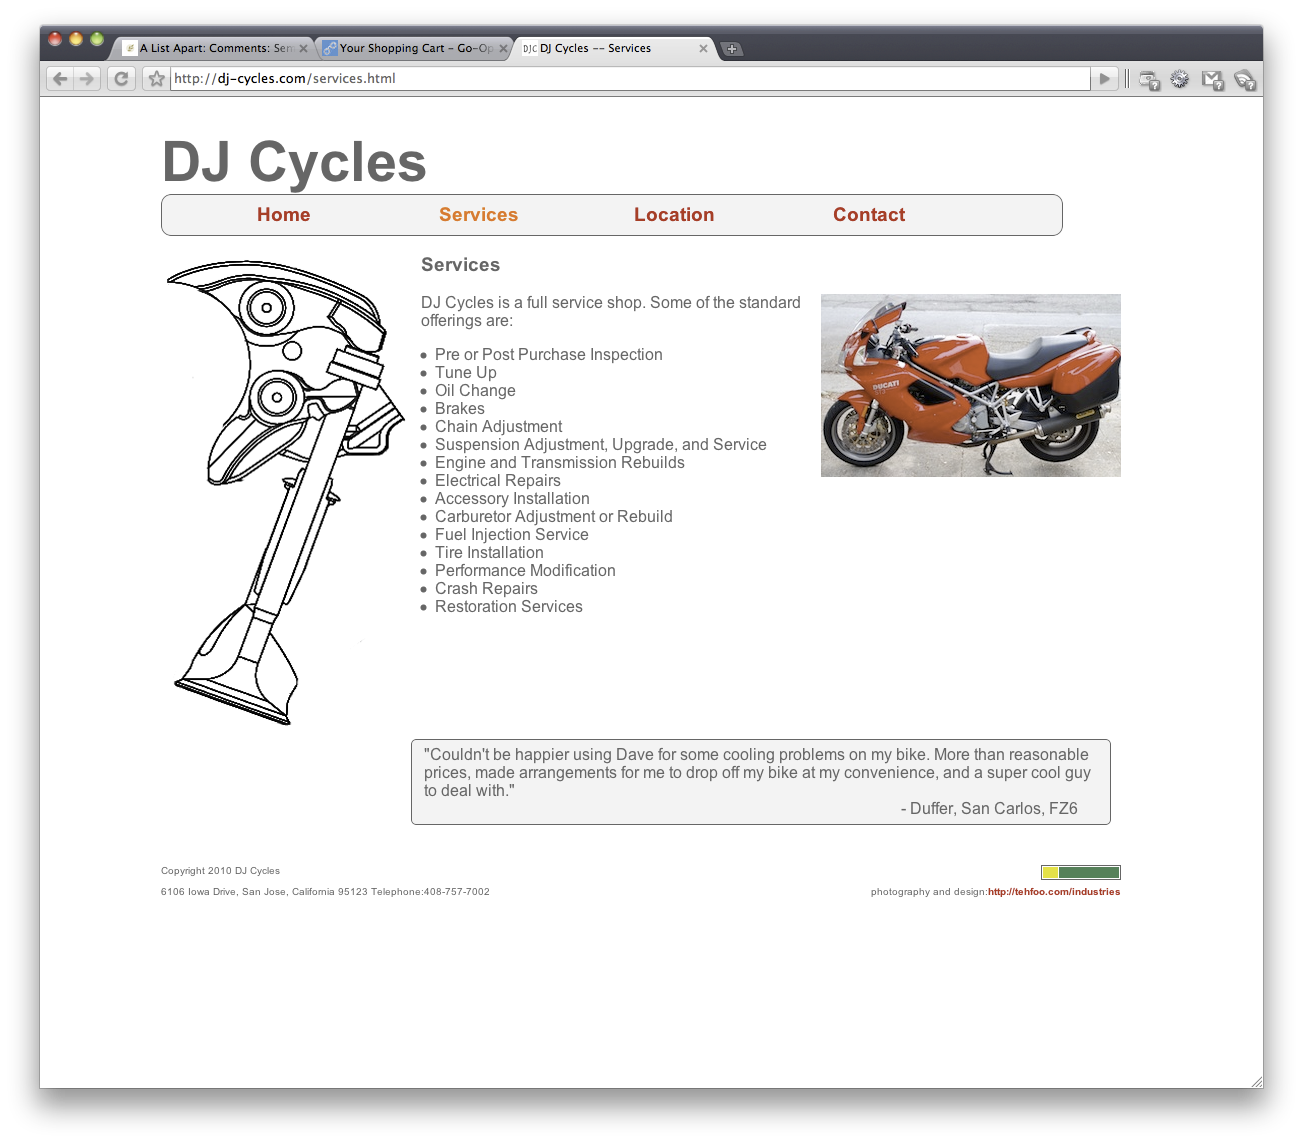 A List Apart: Comments: Sem
Your Shopping Cart – Go-Op
DJC DJ Cycles -- Services
http://dj-cycles.com/services.html
DJ Cycles
Home Services Location Contact
Services
DJ Cycles is a full service shop. Some of the standard
offerings are:
Pre or Post Purchase Inspection
Tune Up
Oil Change
Brakes
Chain Adjustment
Suspension Adjustment, Upgrade, and Service
Engine and Transmission Rebuilds
Electrical Repairs
Accessory Installation
Carburetor Adjustment or Rebuild
Fuel Injection Service
Tire Installation
Performance Modification
Crash Repairs
Restoration Services
DUCATI
"Couldn't be happier using Dave for some cooling problems on my bike. More than reasonable
prices, made arrangements for me to drop off my bike at my convenience, and a super cool guy
to deal with."
- Duffer, San Carlos, FZ6
Copyright 2010 DJ Cycles
6106 Iowa Drive, San Jose, California 95123 Telephone:408-757-7002
photography and design:http://tehfoo.com/industries